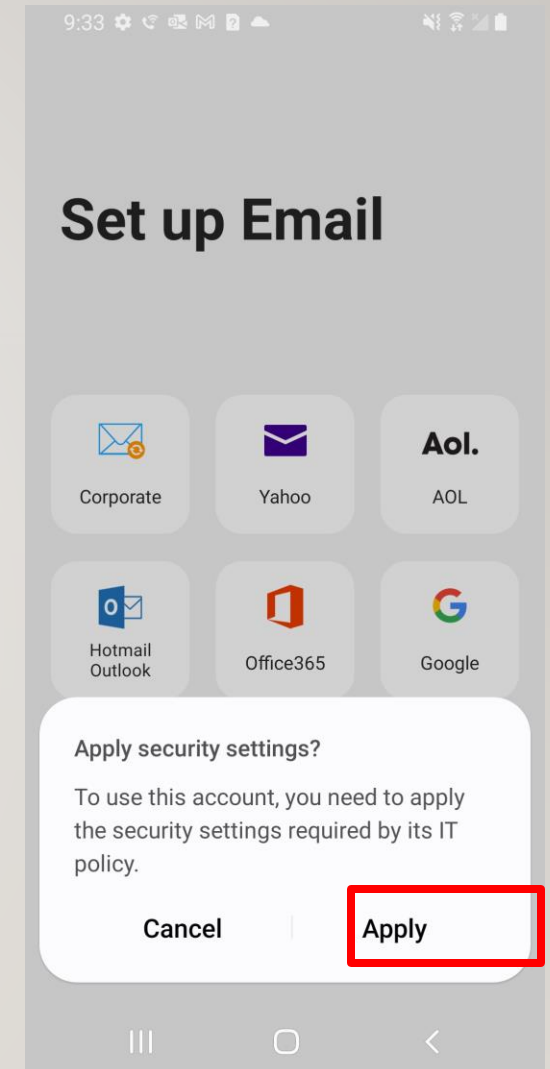 9:33
Set up Email
Aol.
Corporate
Yahoo
AOL
Hotmail
Outlook
Office365
Google
Apply security settings?
To use this account, you need to apply
the security settings required by its IT
policy.
Cancel
Apply